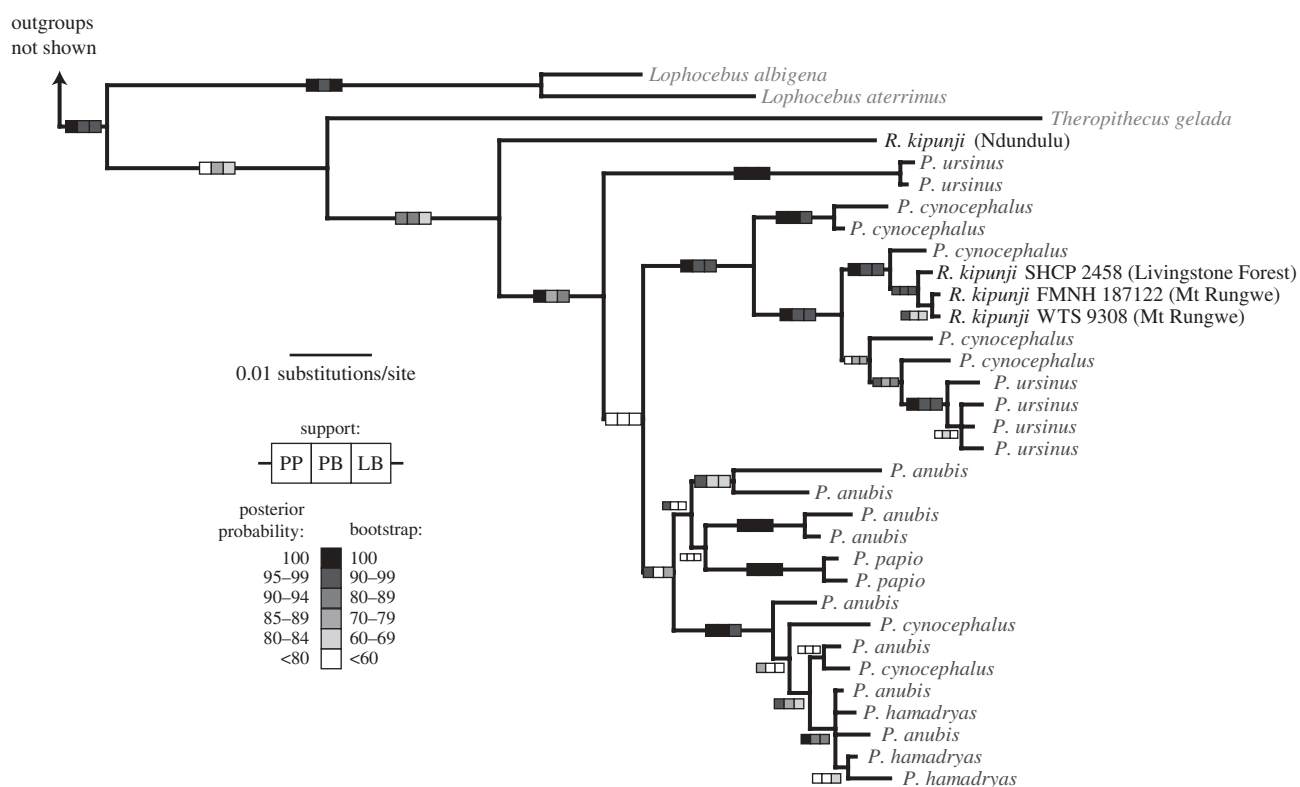 outgroups
not shown
Lophocebus albigena
Lophocebus aterrimus
Theropithecus gelada
R. kipunji (Ndundulu)
P. ursinus
P. ursinus
P. cynocephalus
P. cynocephalus
P. cynocephalus
R. kipunji SHCP 2458 (Livingstone Forest)
R. kipunji FMNH 187122 (Mt Rungwe)
R. kipunji WTS 9308 (Mt Rungwe)
P. cynocephalus
P. cynocephalus
P. ursinus
P. ursinus
P. ursinus
P. ursinus
P. anubis
P. anubis
P. anubis
P. anubis
P. papio
P. papio
P. anubis
P. cynocephalus
P. anubis
P. cynocephalus
P. anubis
P. hamadryas
P. anubis
P. hamadryas
P. hamadryas
0.01 substitutions/site
support:
PP PB LB
posterior
probability: bootstrap:
100 100
95–99 90–99
90–94 80–89
85–89 70–79
80–84 60–69
<80 <60